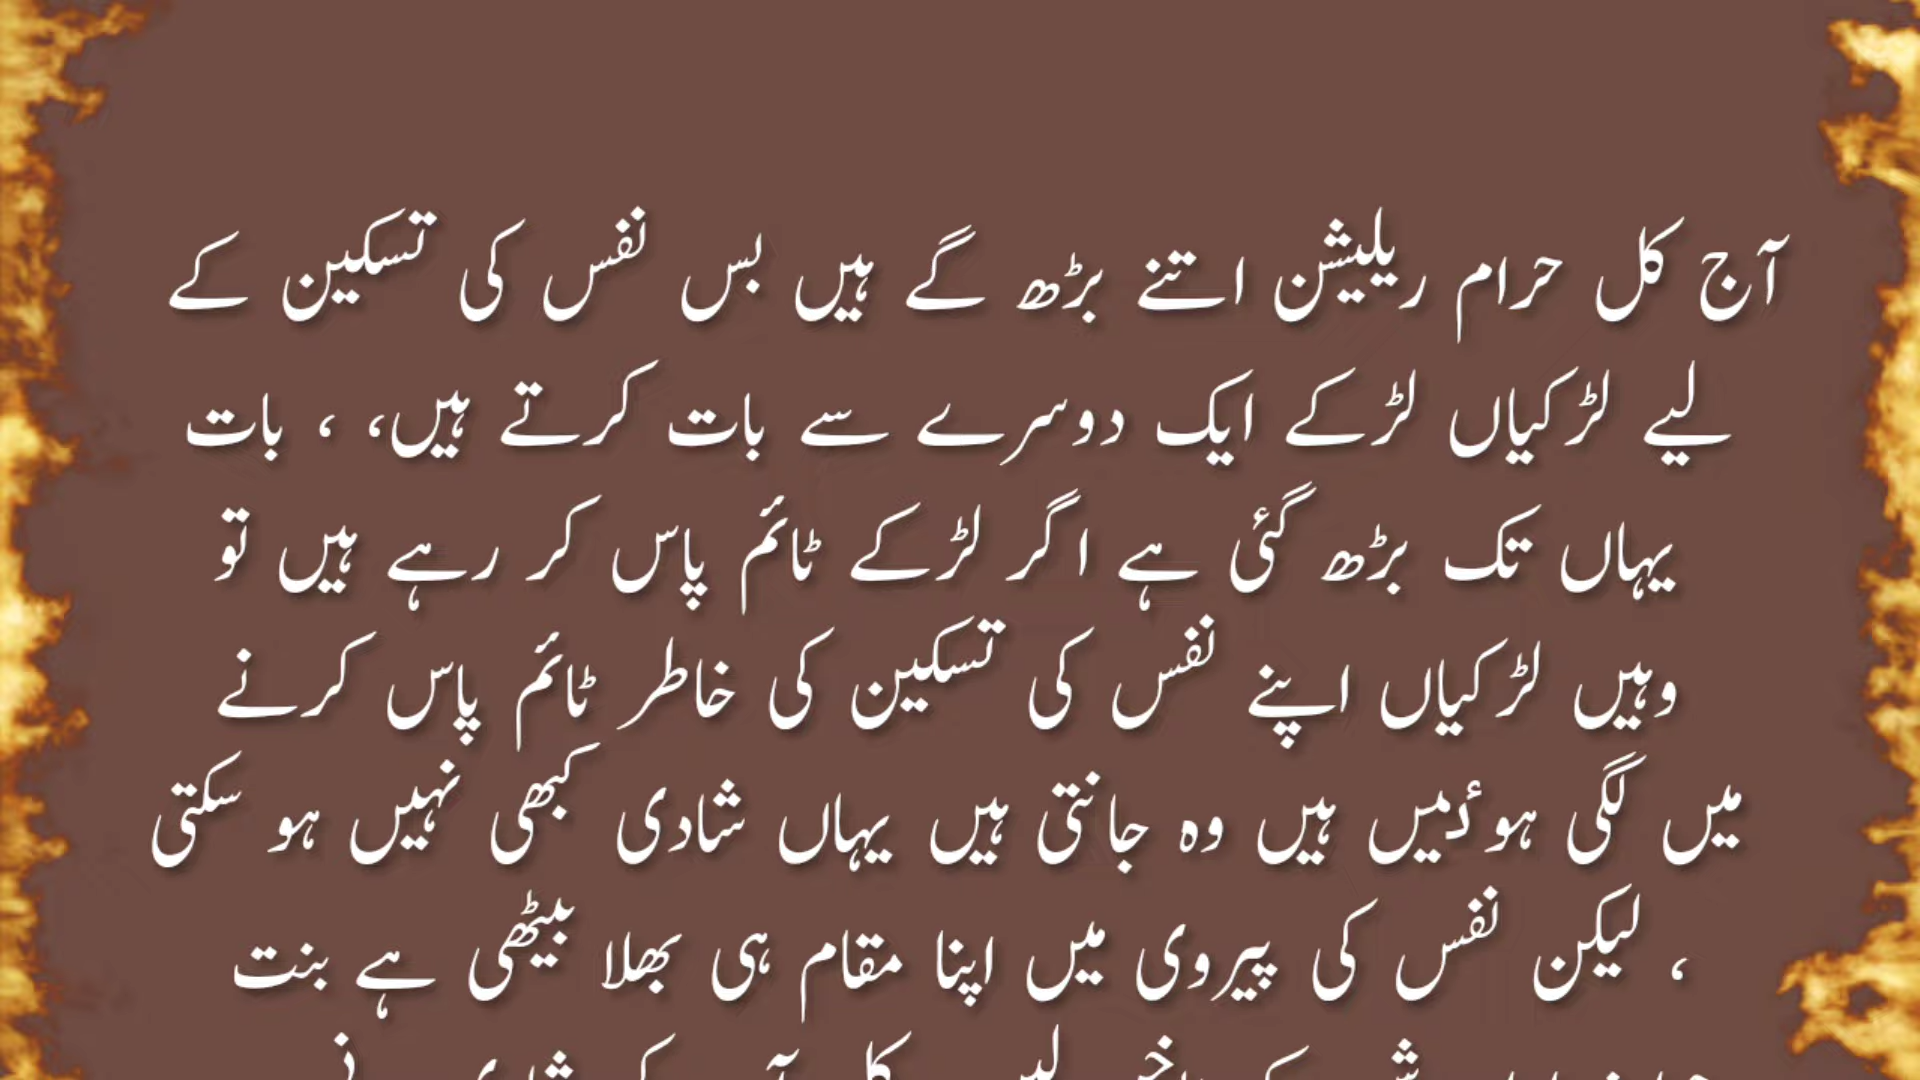 آج کل حرام ریلیشن اتنے بڑھ گے ہیں بس نفس کی تسکین کے
لیے لڑکیاں لڑکے ایک دوسرے سے بات کرتے ہیں، ، بات
یہاں تک بڑھ گئی ہے اگر لڑکے ٹائم پاس کر رہے ہیں تو
وہیں لڑکیاں اپنے نفس کی تسکین کی خاطر ٹائم پاس کرنے
میں لگی ہوئمیں ہیں وہ جانتی ہیں یہاں شادی کبھی نہیں ہو سکتی
، لیکن نفس کی پیروی میں اپنا مقام ہی بھلا بیٹھی ہے بنت